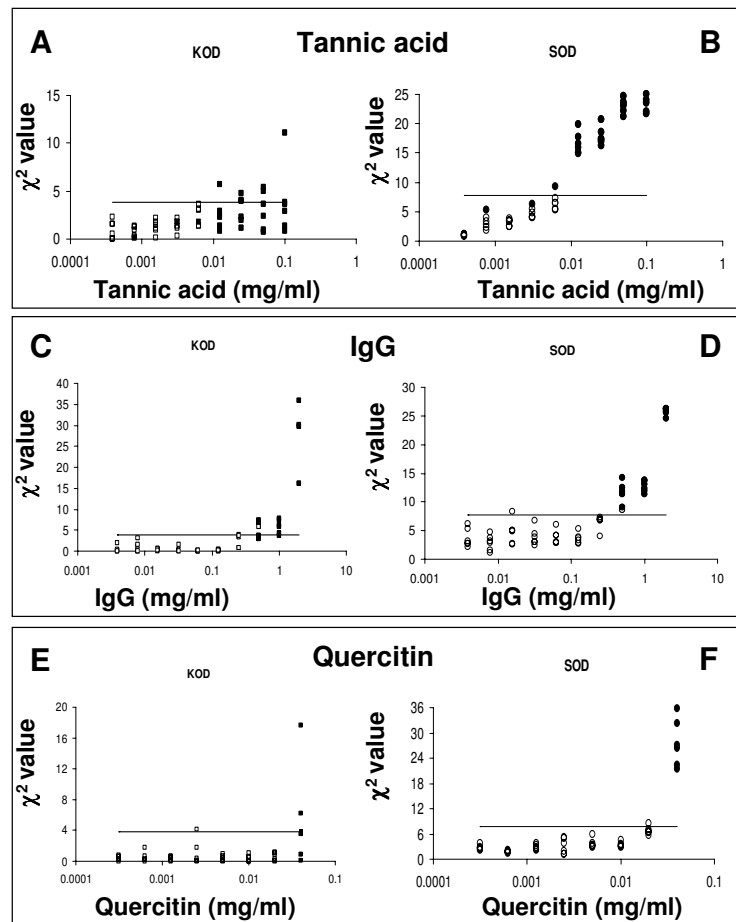 A
Tannic acid
B
KOD
SOD
χ² value
15
10
5
0
0.0001
0.001
0.01
0.1
1
Tannic acid (mg/ml)
χ² value
25
20
15
10
5
0
0.0001
0.001
0.01
0.1
1
Tannic acid (mg/ml)
C
IgG
D
KOD
SOD
χ² value
40
35
30
25
20
15
10
5
0
0.001
0.01
0.1
1
10
IgG (mg/ml)
χ² value
30
25
20
15
10
5
0
0.001
0.01
0.1
1
10
IgG (mg/ml)
E
Quercitin
F
KOD
SOD
χ² value
20
16
12
8
4
0
0.0001
0.001
0.01
0.1
Quercitin (mg/ml)
χ² value
36
30
24
18
12
6
0
0.0001
0.001
0.01
0.1
Quercitin (mg/ml)